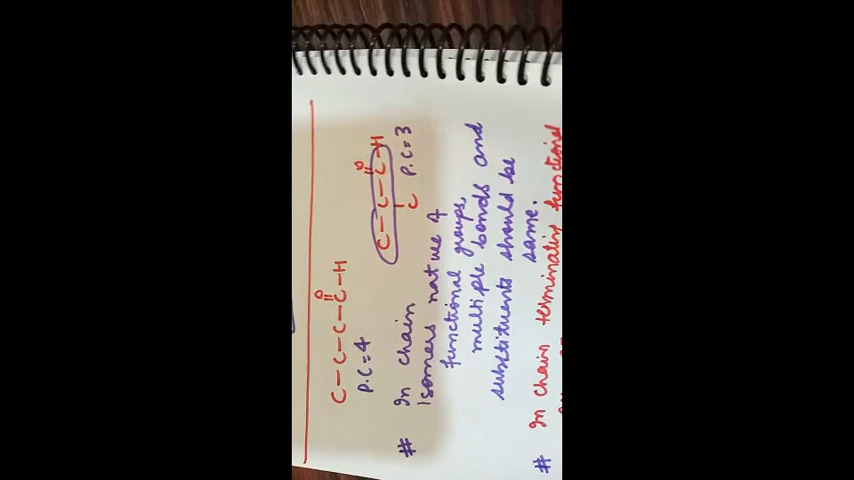 O
C-C-C-C-H
P.C=4
O
C-C-C-H
C
P.C=3
# In chain
Isomers nature of
functional groups,
multiple bonds and
substituents should be
same.
# In chain terminating functional